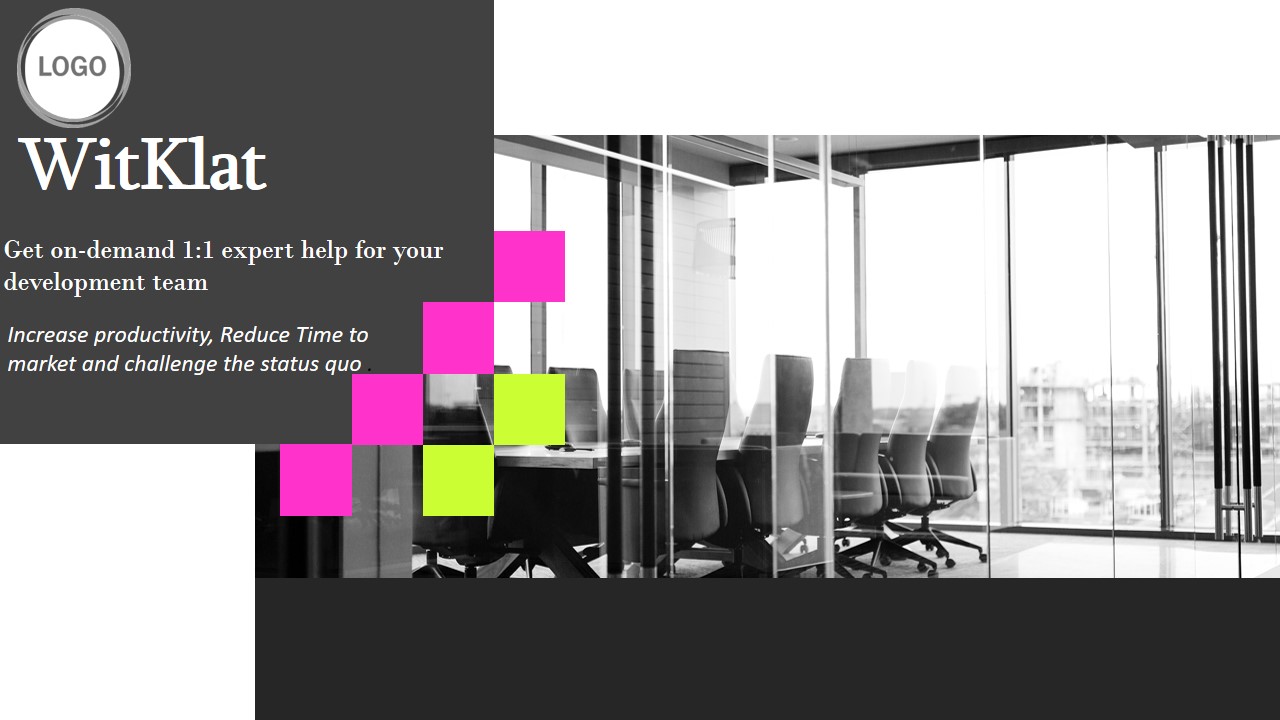 LOGO
WitKlat
Get on-demand 1:1 expert help for your
development team
Increase productivity, Reduce Time to
market and challenge the status quo .